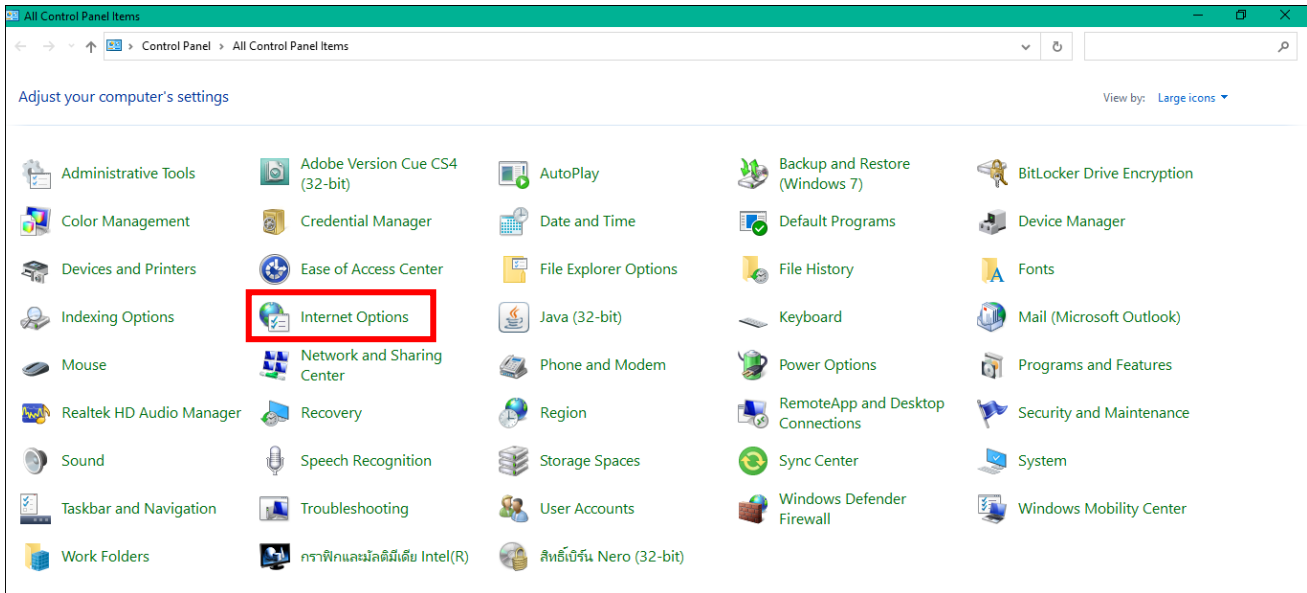 All Control Panel Items
Control Panel › All Control Panel Items
Adjust your computer's settings
View by: Large icons
Administrative Tools
Adobe Version Cue CS4
(32-bit)
AutoPlay
Backup and Restore
(Windows 7)
BitLocker Drive Encryption
Color Management
Credential Manager
Date and Time
Default Programs
Device Manager
Devices and Printers
Ease of Access Center
File Explorer Options
File History
Fonts
Indexing Options
Internet Options
Java (32-bit)
Keyboard
Mail (Microsoft Outlook)
Mouse
Network and Sharing
Center
Phone and Modem
Power Options
Programs and Features
Realtek HD Audio Manager
Recovery
Region
RemoteApp and Desktop
Connections
Security and Maintenance
Sound
Speech Recognition
Storage Spaces
Sync Center
System
Taskbar and Navigation
Troubleshooting
User Accounts
Windows Defender
Firewall
Windows Mobility Center
Work Folders
กราฟิกและมัลติมีเดีย Intel(R)
สิทธิ์เบิร์น Nero (32-bit)